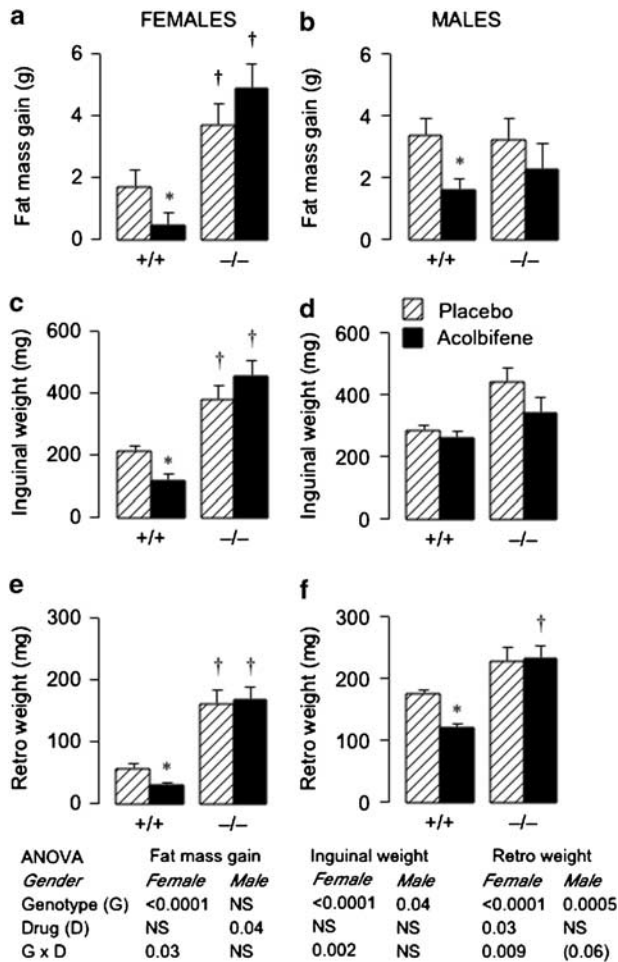 a FEMALES b MALES
† †
Fat mass gain (g)
6
4
2
0
*
+/+ –/–
Fat mass gain (g)
6
4
2
0
*
+/+ –/–
c
† †
Inguinal weight (mg)
600
400
200
0
*
+/+ –/–
d
Placebo
Acolbifene
Inguinal weight (mg)
600
400
200
0
+/+ –/–
e
† †
Retro weight (mg)
300
200
100
0
*
+/+ –/–
f
†
Retro weight (mg)
300
200
100
0
*
+/+ –/–
ANOVA Fat mass gain Inguinal weight Retro weight
Gender Female Male Female Male Female Male
Genotype (G) <0.0001 NS <0.0001 0.04 <0.0001 0.0005
Drug (D) NS 0.04 NS NS 0.03 NS
G x D 0.03 NS 0.002 NS 0.009 (0.06)